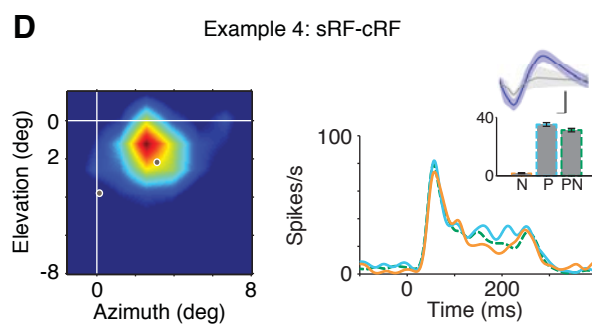 D
Example 4: sRF-cRF
Elevation (deg)
0
2
-8
0
8
Azimuth (deg)
Spikes/s
100
0
0
200
Time (ms)
40
0
N P PN